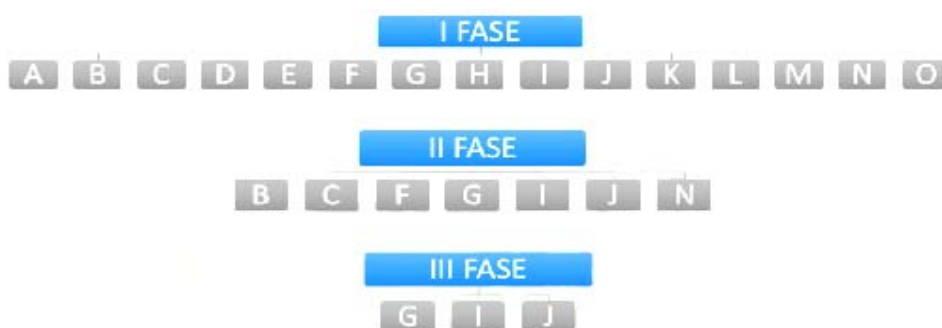 I FASE
A B C D E F G H I J K L M N O
II FASE
B C F G I J N
III FASE
G I J